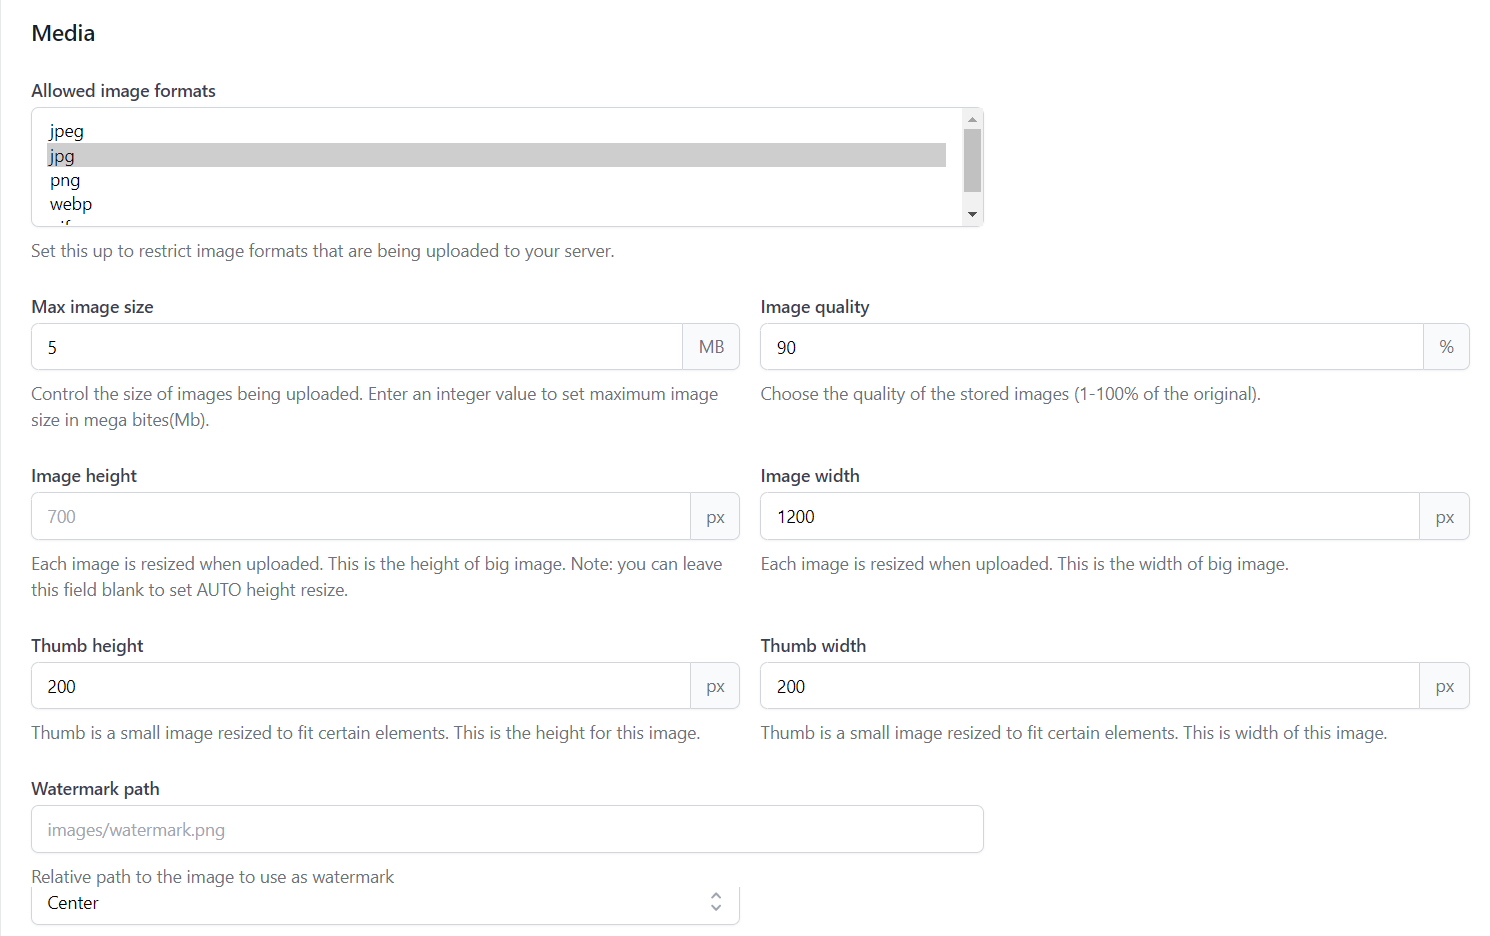 Media
Allowed image formats
jpeg
jpg
png
webp
Set this up to restrict image formats that are being uploaded to your server.
Max image size
5
MB
Control the size of images being uploaded. Enter an integer value to set maximum image
size in mega bites(Mb).
Image quality
90
%
Choose the quality of the stored images (1-100% of the original).
Image height
700
px
Each image is resized when uploaded. This is the height of big image. Note: you can leave
this field blank to set AUTO height resize.
Image width
1200
px
Each image is resized when uploaded. This is the width of big image.
Thumb height
200
px
Thumb is a small image resized to fit certain elements. This is the height for this image.
Thumb width
200
px
Thumb is a small image resized to fit certain elements. This is width of this image.
Watermark path
images/watermark.png
Relative path to the image to use as watermark
Center